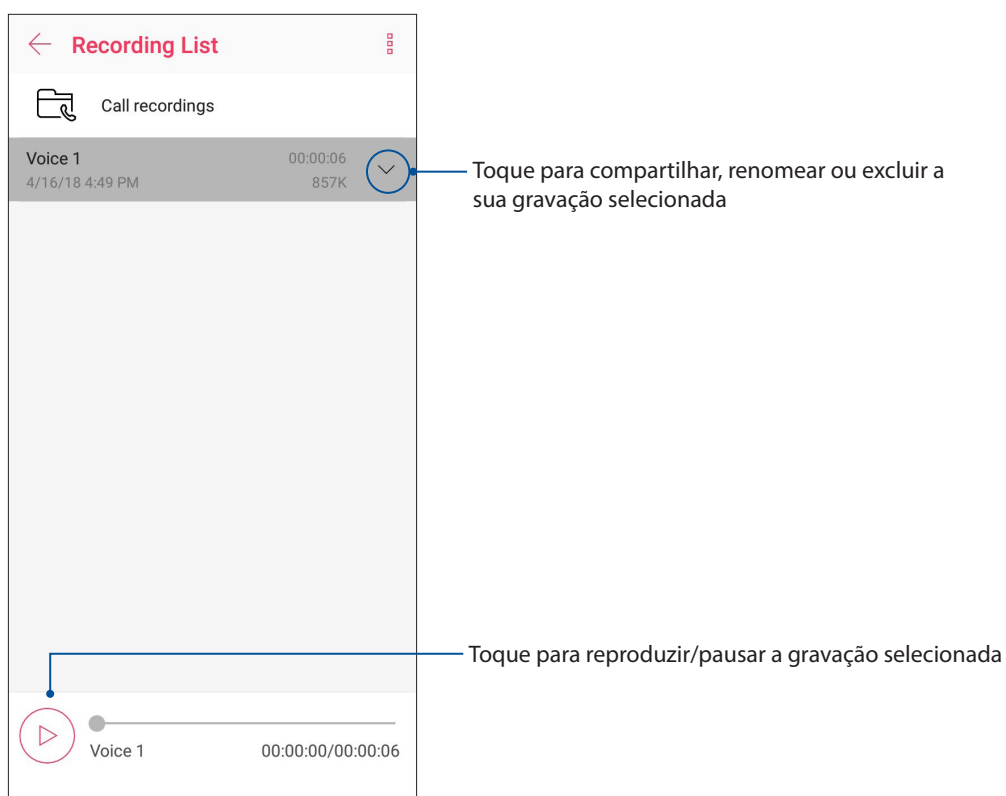 Recording List
Call recordings
Voice 1 00:00:06
4/16/18 4:49 PM 857K
Toque para compartilhar, renomear ou excluir a
sua gravação selecionada
Toque para reproduzir/pausar a gravação selecionada
Voice 1 00:00:00/00:00:06